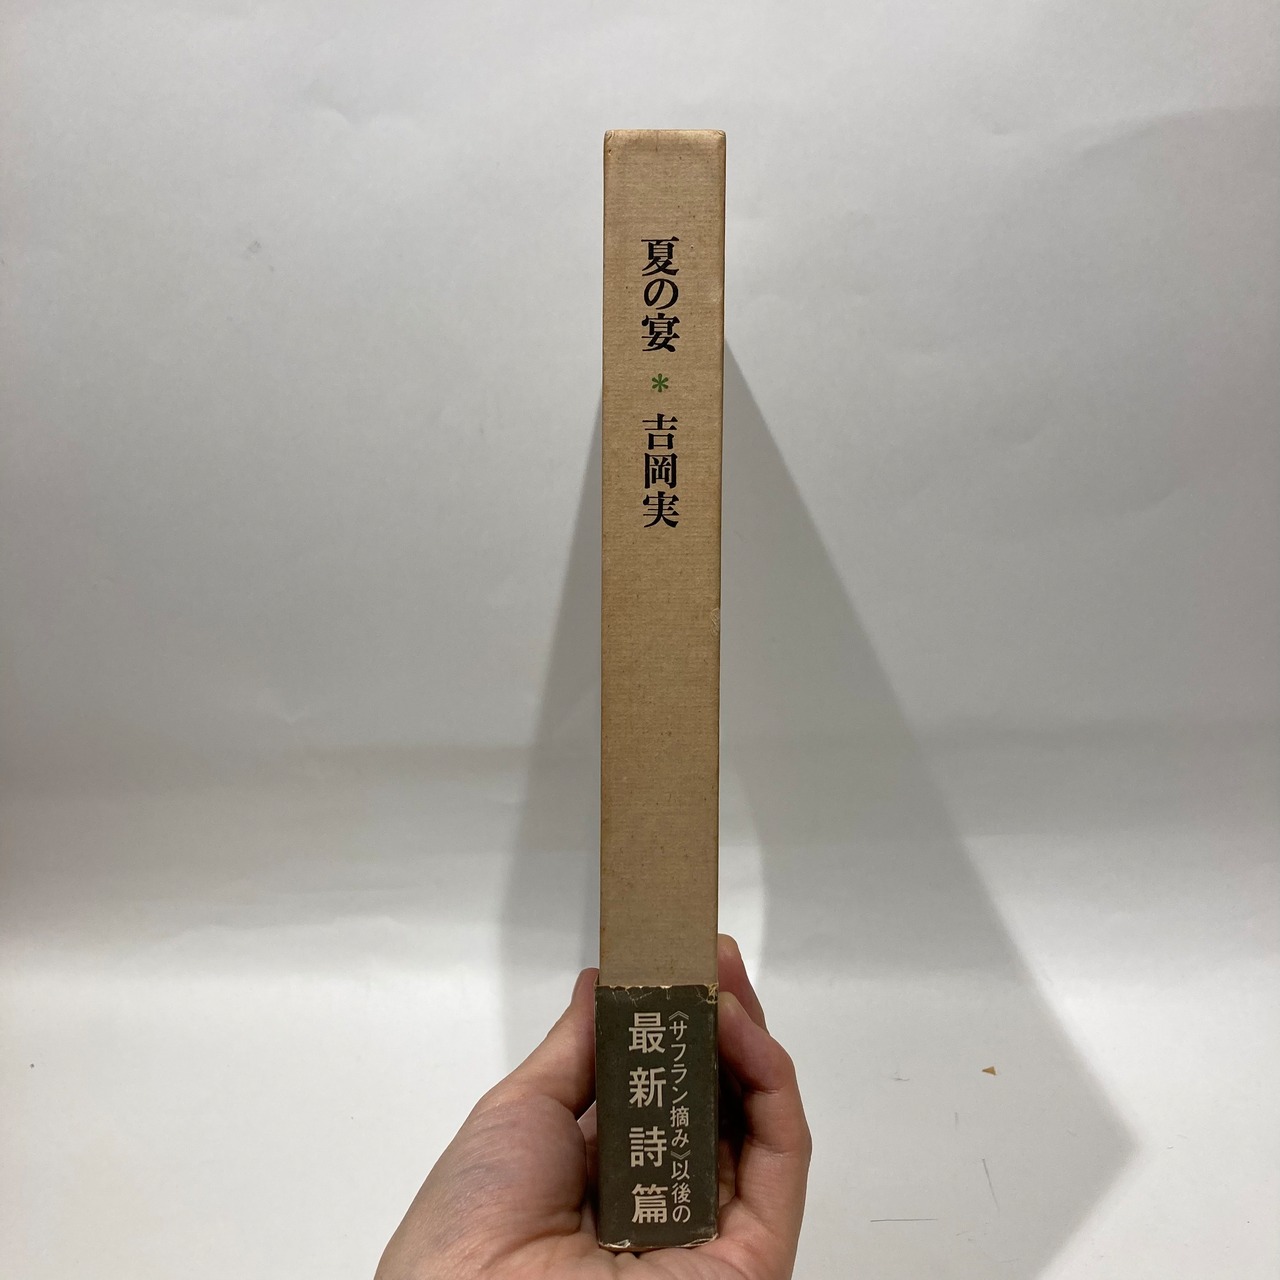 夏の宴 * 吉岡実
《サフラン摘み》以後の
最新詩篇